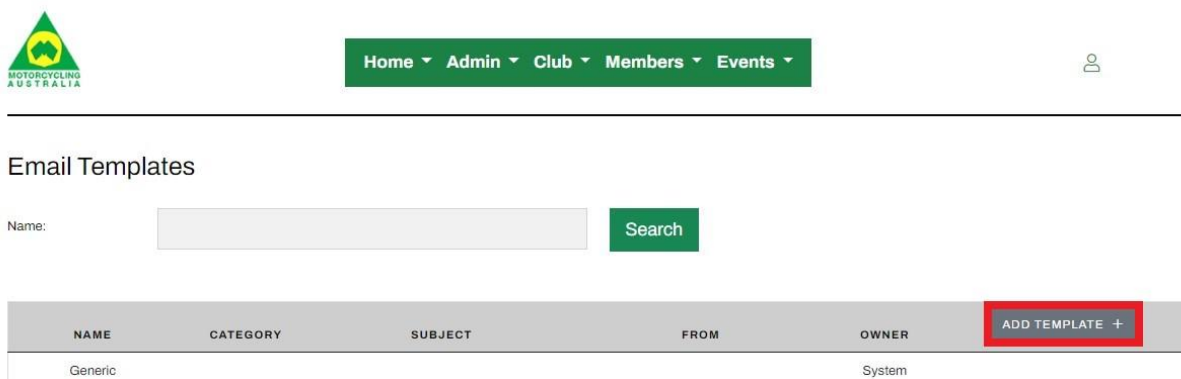 MOTORCYCLING
AUSTRALIA
Home Admin Club Members Events
Email Templates
Name:
Search
NAME CATEGORY SUBJECT FROM OWNER ADD TEMPLATE +
Generic System